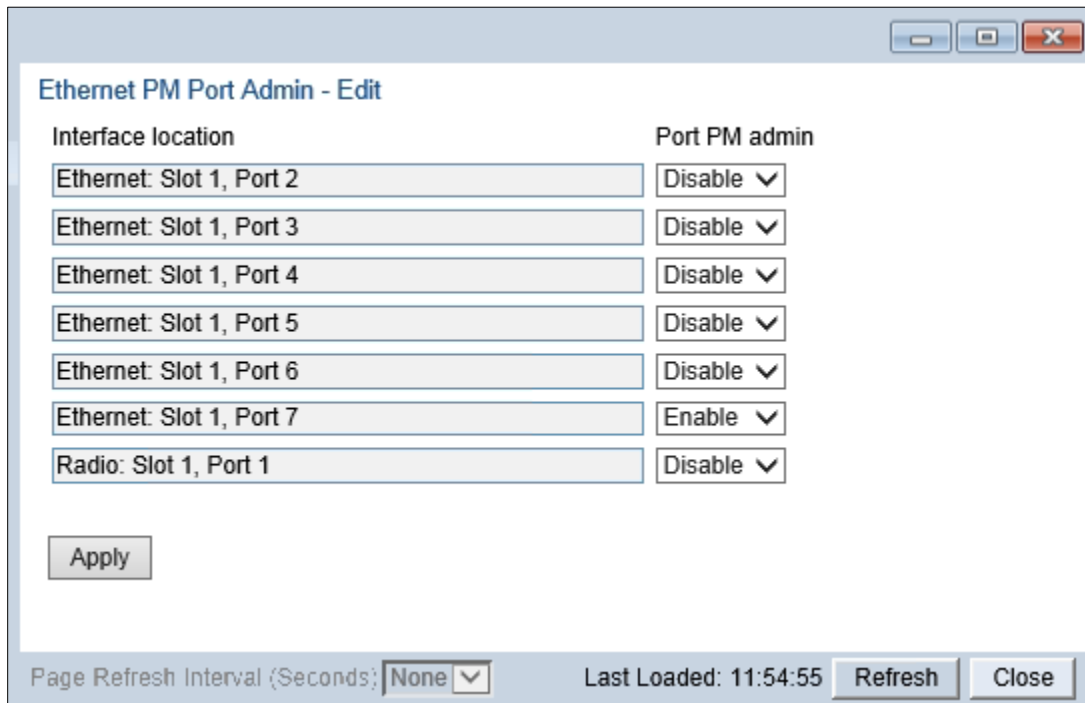 Ethernet PM Port Admin - Edit
Interface location Port PM admin
Ethernet: Slot 1, Port 2 Disable
Ethernet: Slot 1, Port 3 Disable
Ethernet: Slot 1, Port 4 Disable
Ethernet: Slot 1, Port 5 Disable
Ethernet: Slot 1, Port 6 Disable
Ethernet: Slot 1, Port 7 Enable
Radio: Slot 1, Port 1 Disable
Apply
Page Refresh Interval (Seconds) None Last Loaded: 11:54:55 Refresh Close